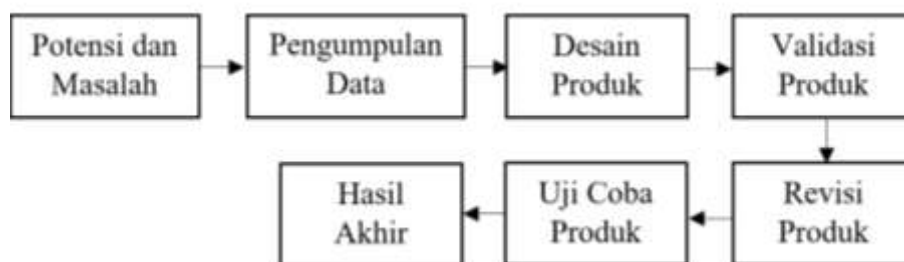 Potensi dan
Masalah
Pengumpulan
Data
Desain
Produk
Validasi
Produk
Revisi
Produk
Uji Coba
Produk
Hasil
Akhir